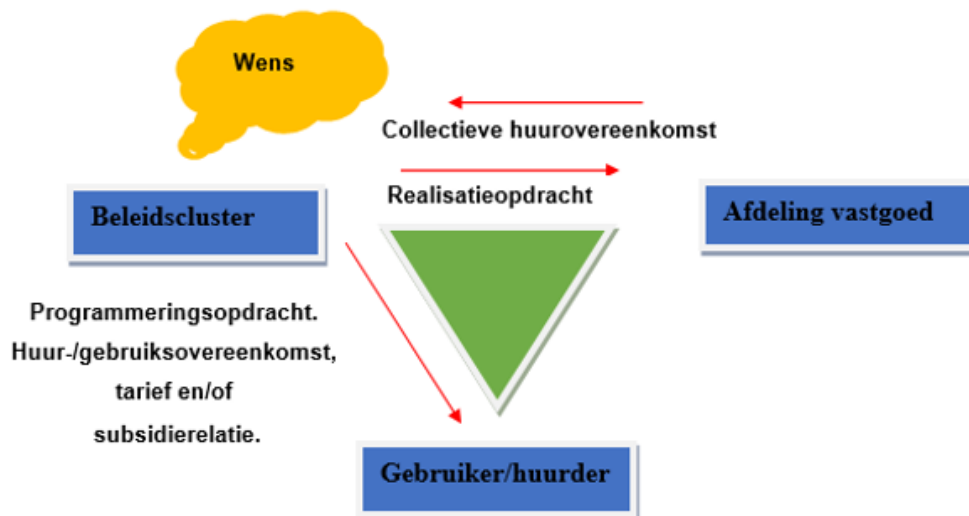 Wens
Collectieve huurovereenkomst
Realisatieopdracht
Beleidscluster
Afdeling vastgoed
Programmeringsopdracht.
Huur-/gebruiksovereenkomst,
tarief en/of
subsidierelatie.
Gebruiker/huurder